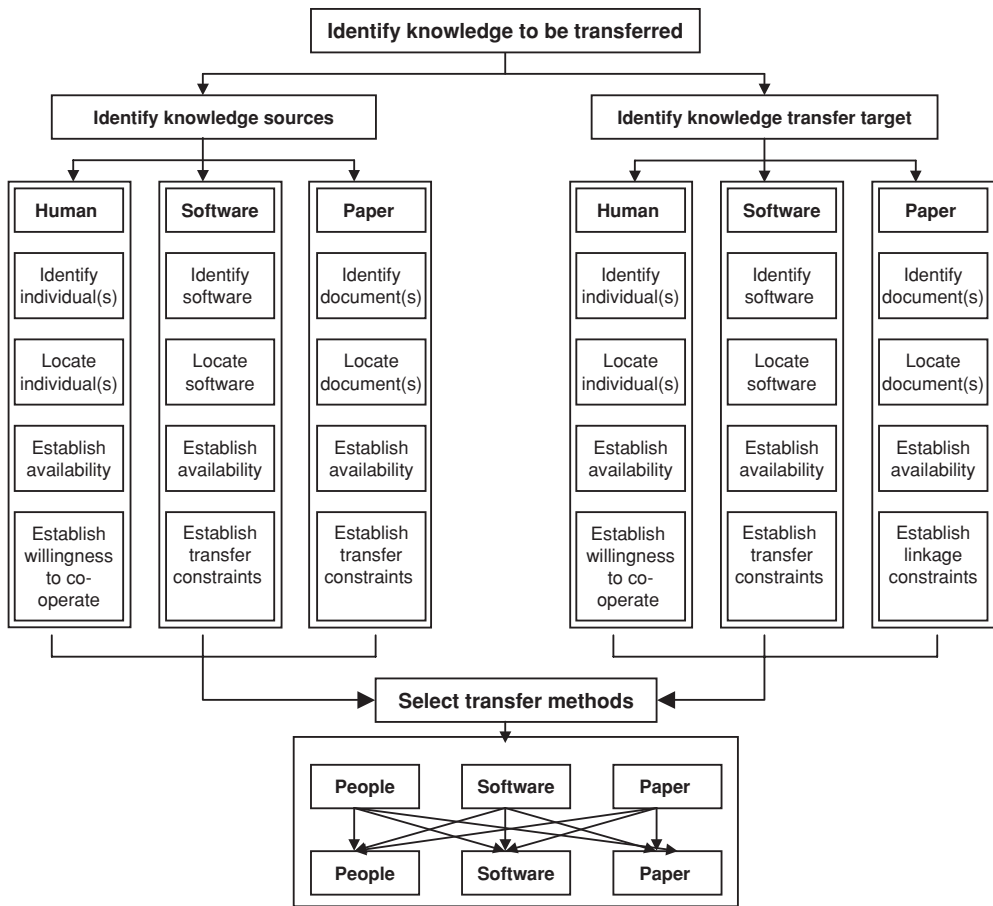 Identify knowledge to be transferred
Identify knowledge sources
Identify knowledge transfer target
Human
Identify
individual(s)
Locate
individual(s)
Establish
availability
Establish
willingness
to co-
operate
Software
Identify
software
Locate
software
Establish
availability
Establish
transfer
constraints
Paper
Identify
document(s)
Locate
document(s)
Establish
availability
Establish
transfer
constraints
Human
Identify
individual(s)
Locate
individual(s)
Establish
availability
Establish
willingness
to co-
operate
Software
Identify
software
Locate
software
Establish
availability
Establish
transfer
constraints
Paper
Identify
document(s)
Locate
document(s)
Establish
availability
Establish
linkage
constraints
Select transfer methods
People
Software
Paper
People
Software
Paper